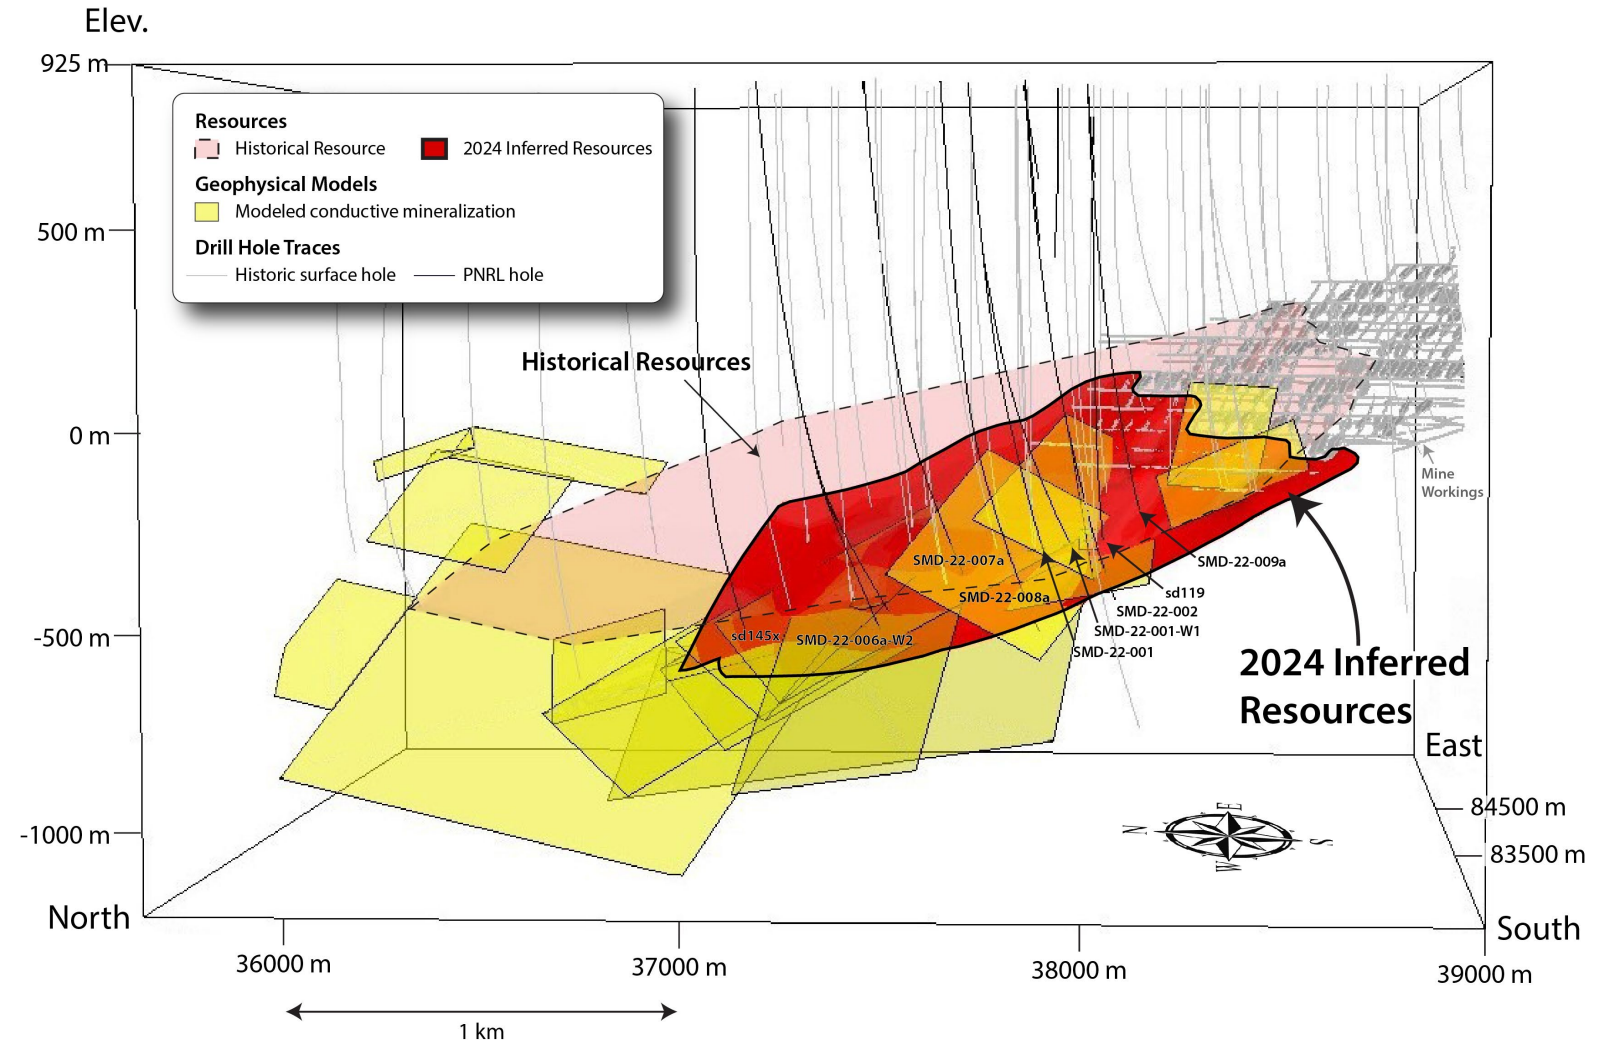 Elev.
925 m
500 m
0 m
-500 m
-1000 m
Resources
Historical Resource
2024 Inferred Resources
Geophysical Models
Modeled conductive mineralization
Drill Hole Traces
Historic surface hole
PNRL hole
Historical Resources
Mine
Workings
SMD-22-007a
SMD-22-009a
SMD-22-008a
sd119
SMD-22-002
SMD-22-001-W1
SMD-22-001
sd145x
SMD-22-006a-W2
2024 Inferred
Resources
East
84500 m
83500 m
N
E
S
W
North
South
36000 m
37000 m
38000 m
39000 m
1 km